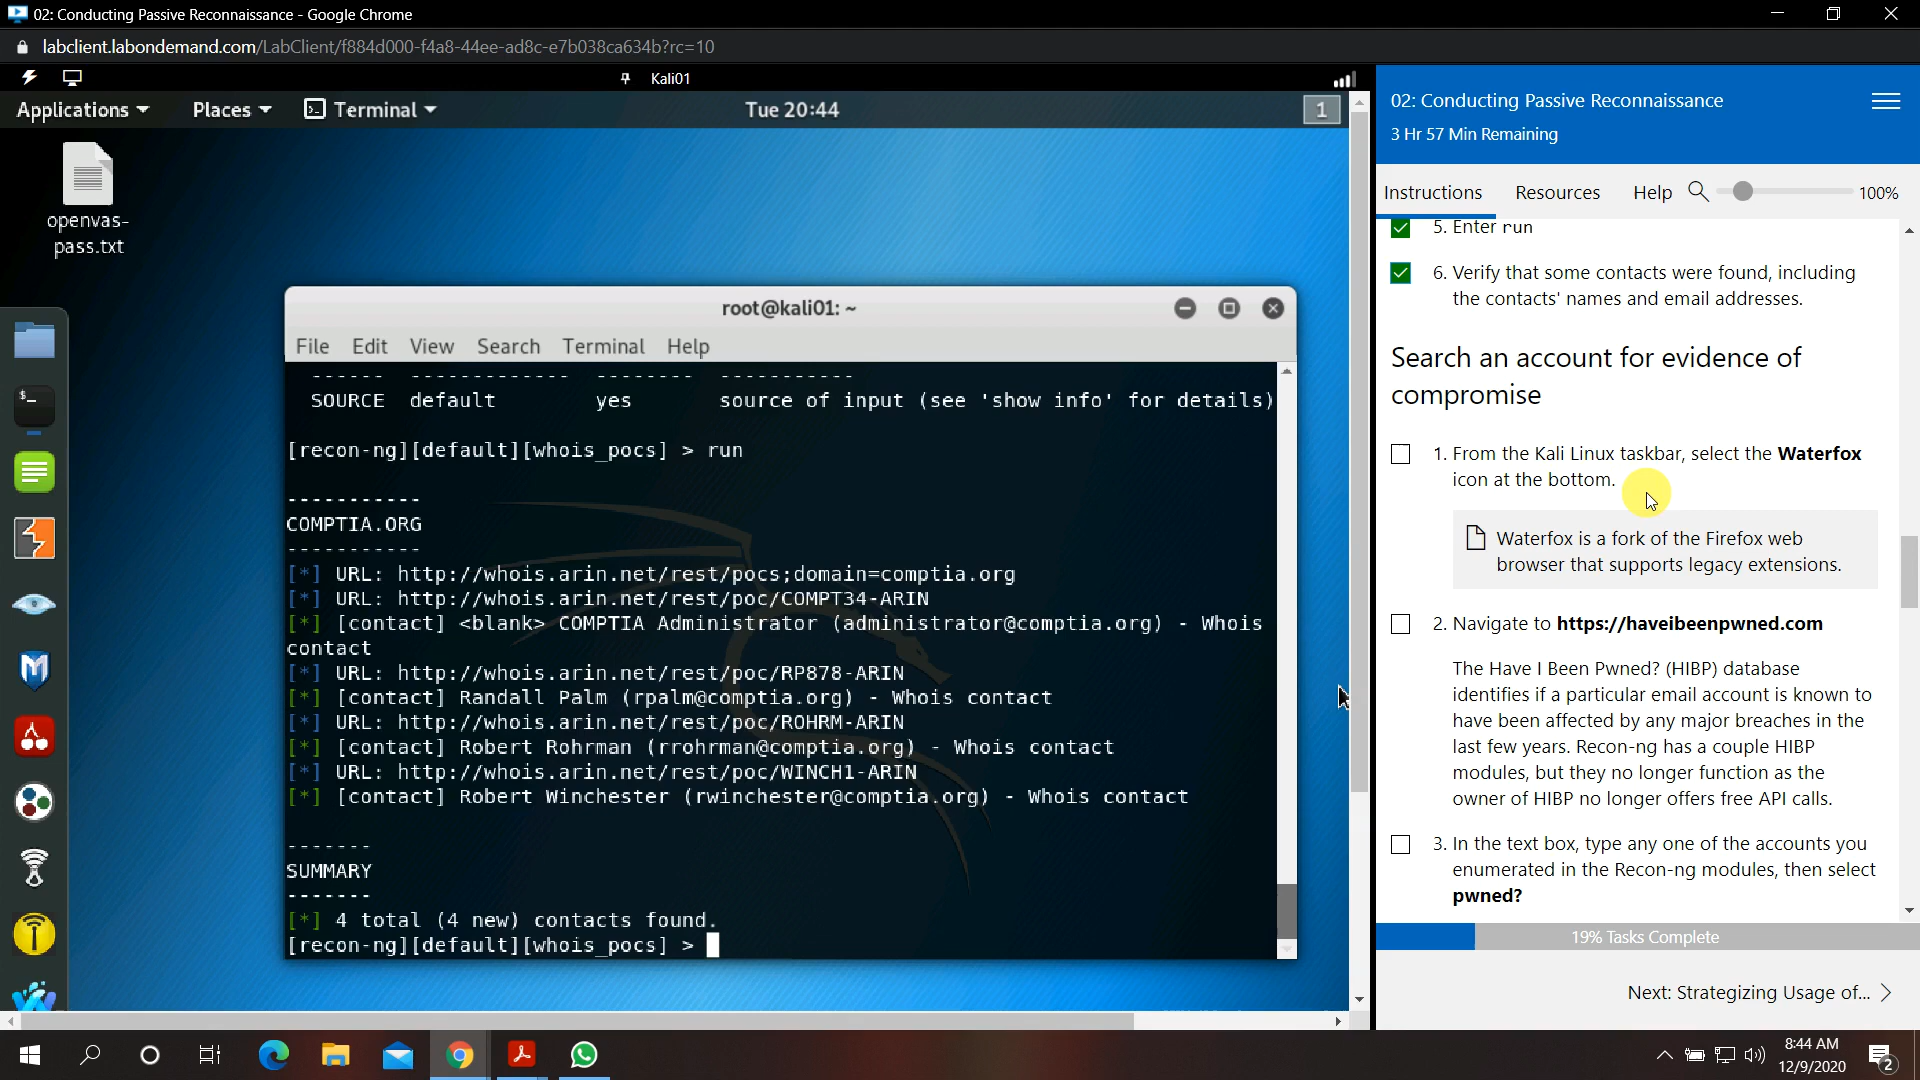 02: Conducting Passive Reconnaissance - Google Chrome
labclient.labondemand.com/LabClient/f884d000-f4a8-44ee-ad8c-e7b038ca634b?rc=10
Kali01
Applications Places Terminal Tue 20:44 1
openvas-
pass.txt
root@kali01: ~
File Edit View Search Terminal Help
------ ------------- -------- -----------
SOURCE default yes source of input (see 'show info' for details)
[recon-ng][default][whois_pocs] > run
-----------
COMPTIA.ORG
-----------
[*] URL: http://whois.arin.net/rest/pocs;domain=comptia.org
[*] URL: http://whois.arin.net/rest/poc/COMPT34-ARIN
[*] [contact] <blank> COMPTIA Administrator (administrator@comptia.org) - Whois
contact
[*] URL: http://whois.arin.net/rest/poc/RP878-ARIN
[*] [contact] Randall Palm (rpalm@comptia.org) - Whois contact
[*] URL: http://whois.arin.net/rest/poc/ROHRM-ARIN
[*] [contact] Robert Rohrman (rrohrman@comptia.org) - Whois contact
[*] URL: http://whois.arin.net/rest/poc/WINCH1-ARIN
[*] [contact] Robert Winchester (rwinchester@comptia.org) - Whois contact
-------
SUMMARY
-------
[*] 4 total (4 new) contacts found.
[recon-ng][default][whois_pocs] >
02: Conducting Passive Reconnaissance
3 Hr 57 Min Remaining
Instructions Resources Help 100%
5. Enter run
6. Verify that some contacts were found, including
the contacts' names and email addresses.
Search an account for evidence of
compromise
1. From the Kali Linux taskbar, select the Waterfox
icon at the bottom.
Waterfox is a fork of the Firefox web
browser that supports legacy extensions.
2. Navigate to https://haveibeenpwned.com
The Have I Been Pwned? (HIBP) database
identifies if a particular email account is known to
have been affected by any major breaches in the
last few years. Recon-ng has a couple HIBP
modules, but they no longer function as the
owner of HIBP no longer offers free API calls.
3. In the text box, type any one of the accounts you
enumerated in the Recon-ng modules, then select
pwned?
19% Tasks Complete
Next: Strategizing Usage of...
8:44 AM
12/9/2020
2